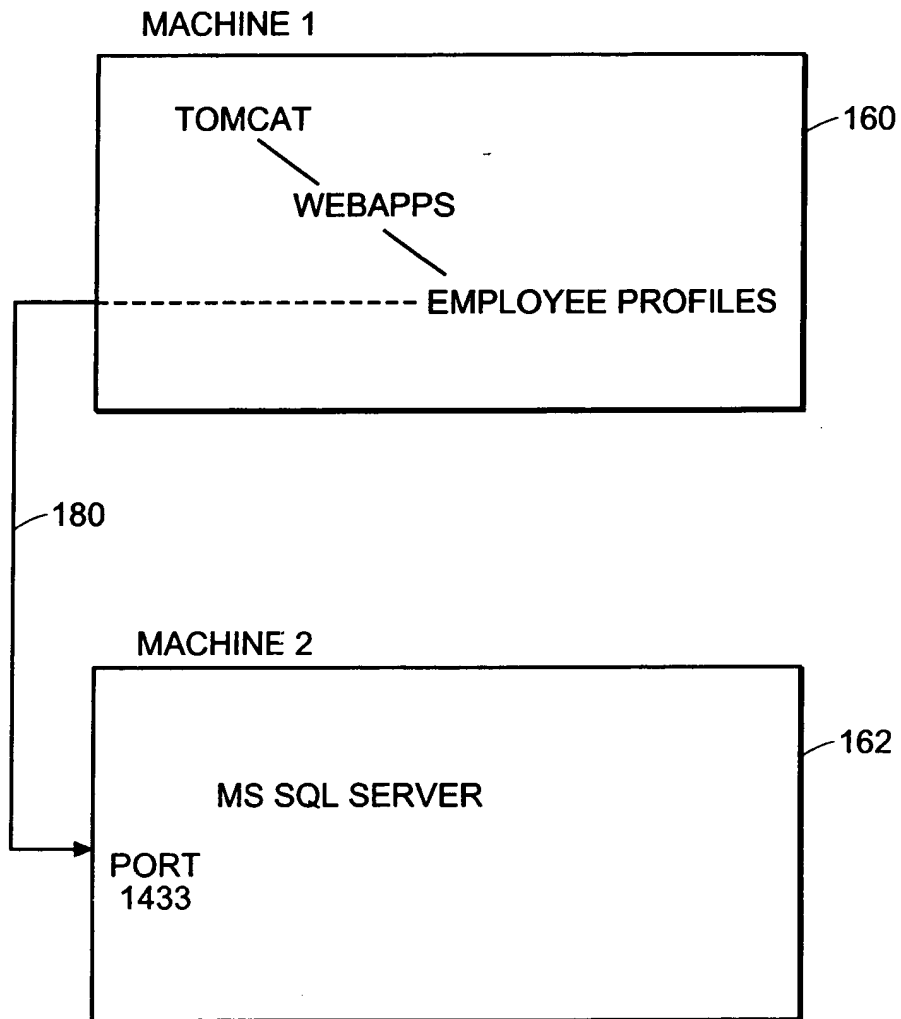 MACHINE 1
160
TOMCAT
WEBAPPS
EMPLOYEE PROFILES
180
MACHINE 2
162
MS SQL SERVER
PORT
1433